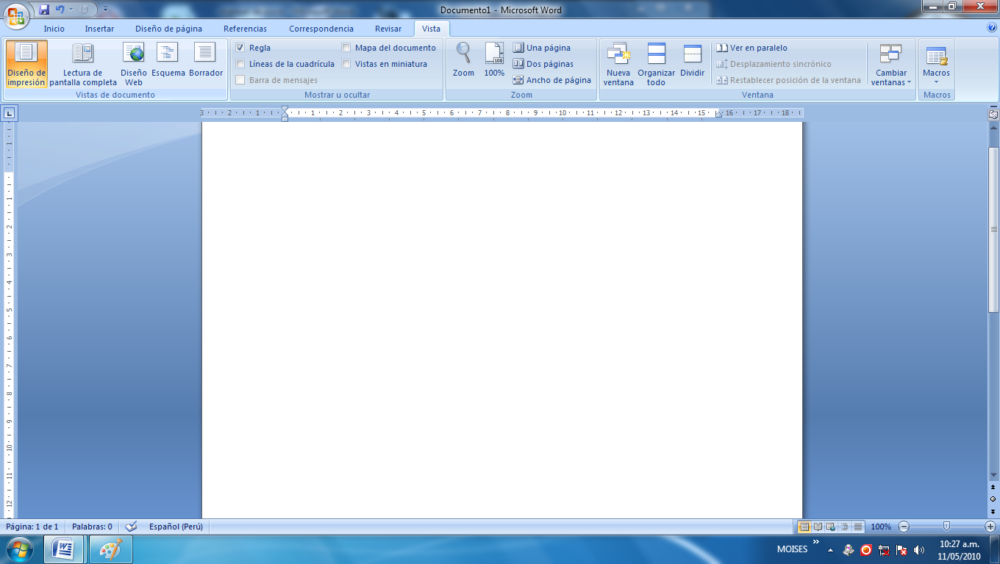 Documento1 - Microsoft Word
Inicio Insertar Diseño de página Referencias Correspondencia Revisar Vista
Diseño de impresión
Lectura de pantalla completa
Diseño Web
Esquema
Borrador
Vistas de documento
Regla
Líneas de la cuadrícula
Barra de mensajes
Mapa del documento
Vistas en miniatura
Mostrar u ocultar
Zoom
100%
Una página
Dos páginas
Ancho de página
Zoom
Nueva ventana
Organizar todo
Dividir
Ver en paralelo
Desplazamiento sincrónico
Restablecer posición de la ventana
Ventana
Cambiar ventanas
Macros
Macros
3 2 1 1 2 3 4 5 6 7 8 9 10 11 12 13 14 15 16 17 18
1
1
2
3
4
5
6
7
8
9
10
11
12
Página: 1 de 1 Palabras: 0 Español (Perú) 100%
MOISES
10:27 a.m.
11/05/2010